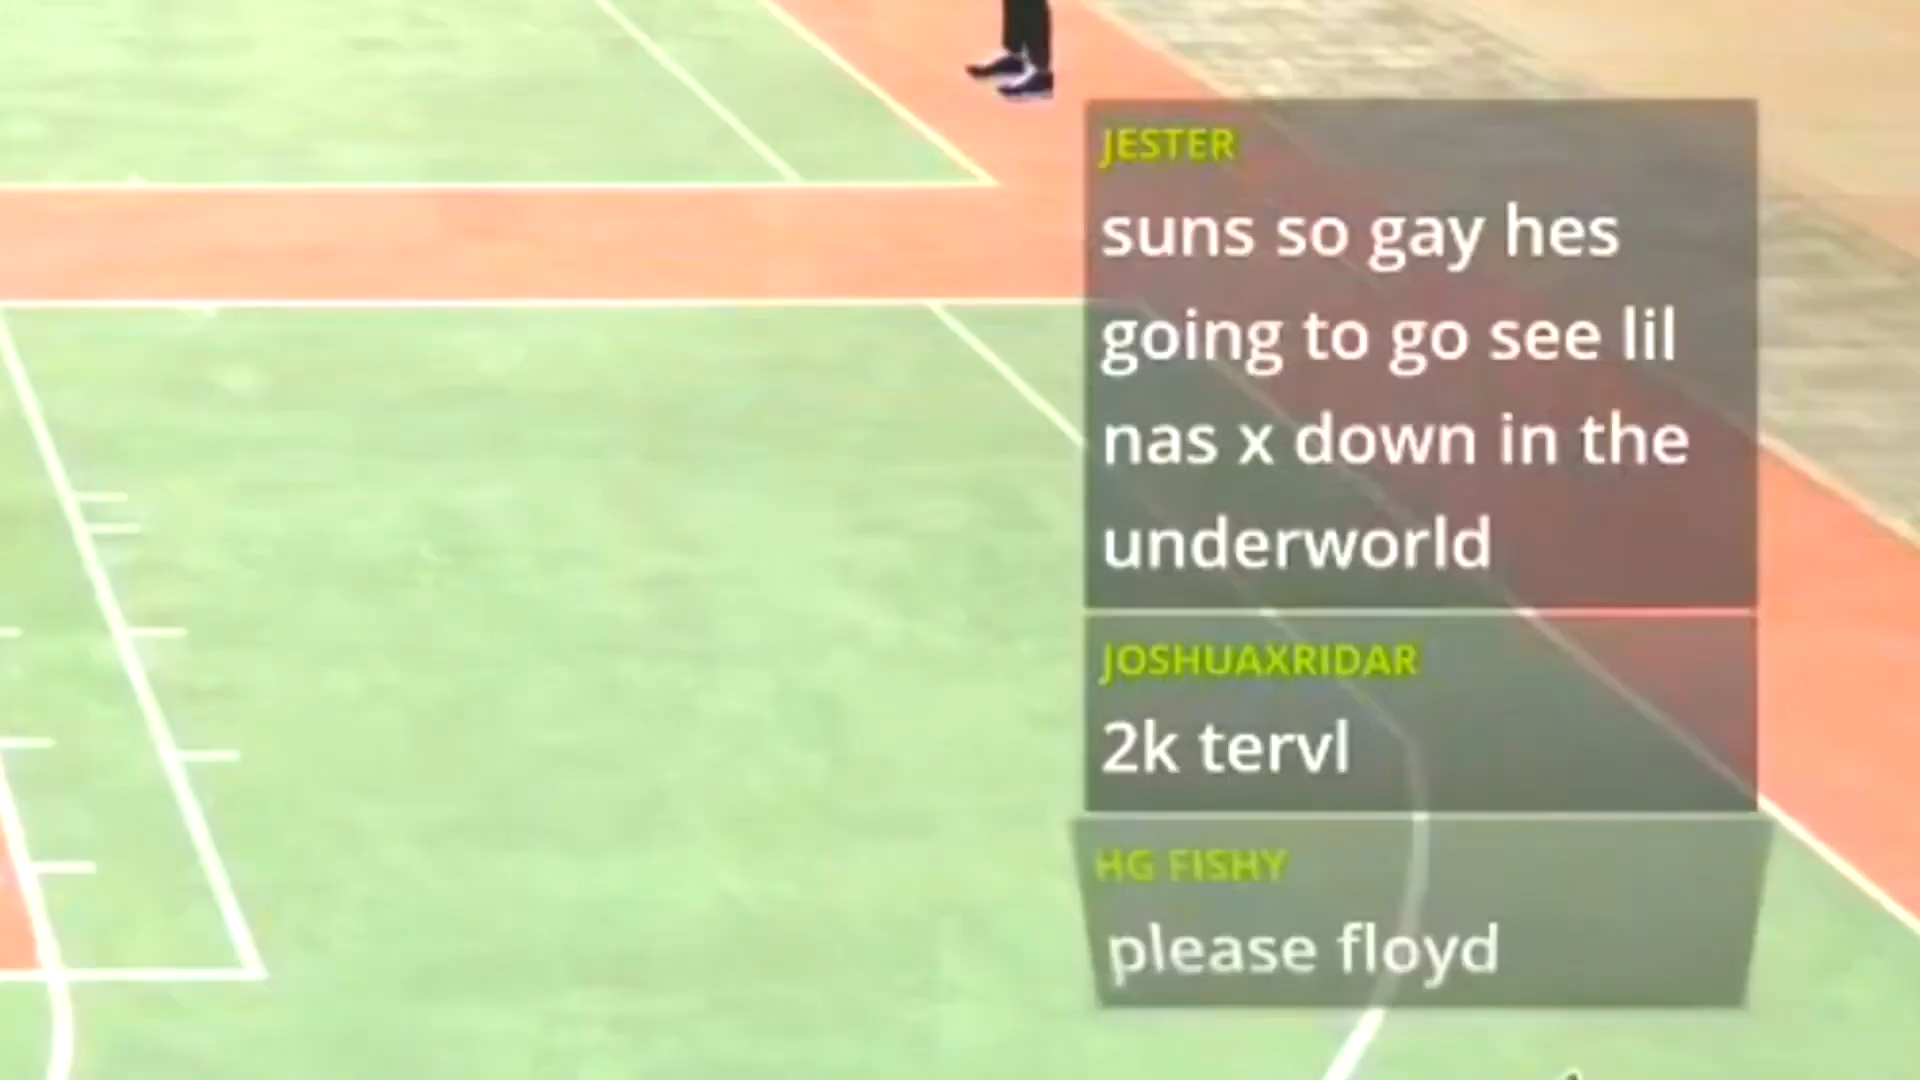 JESTER
suns so gay hes
going to go see lil
nas x down in the
underworld
JOSHUAXRIDAR
2k tervl
HG FISHY
please floyd